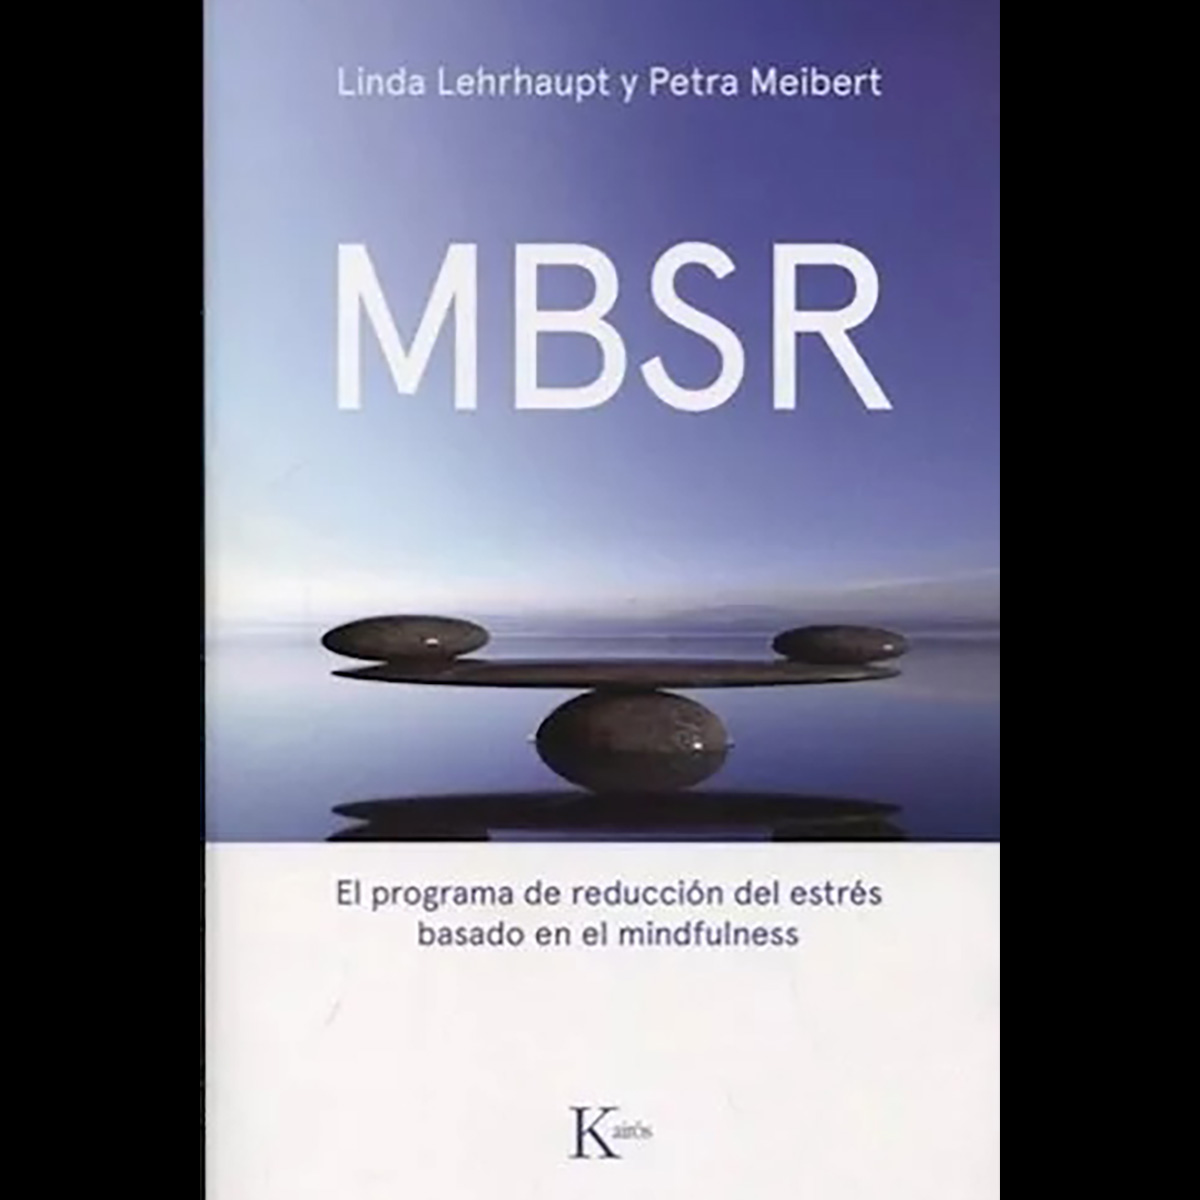 Linda Lehrhaupt y Petra Meibert
MBSR
El programa de reducción del estrés
basado en el mindfulness
Kairós